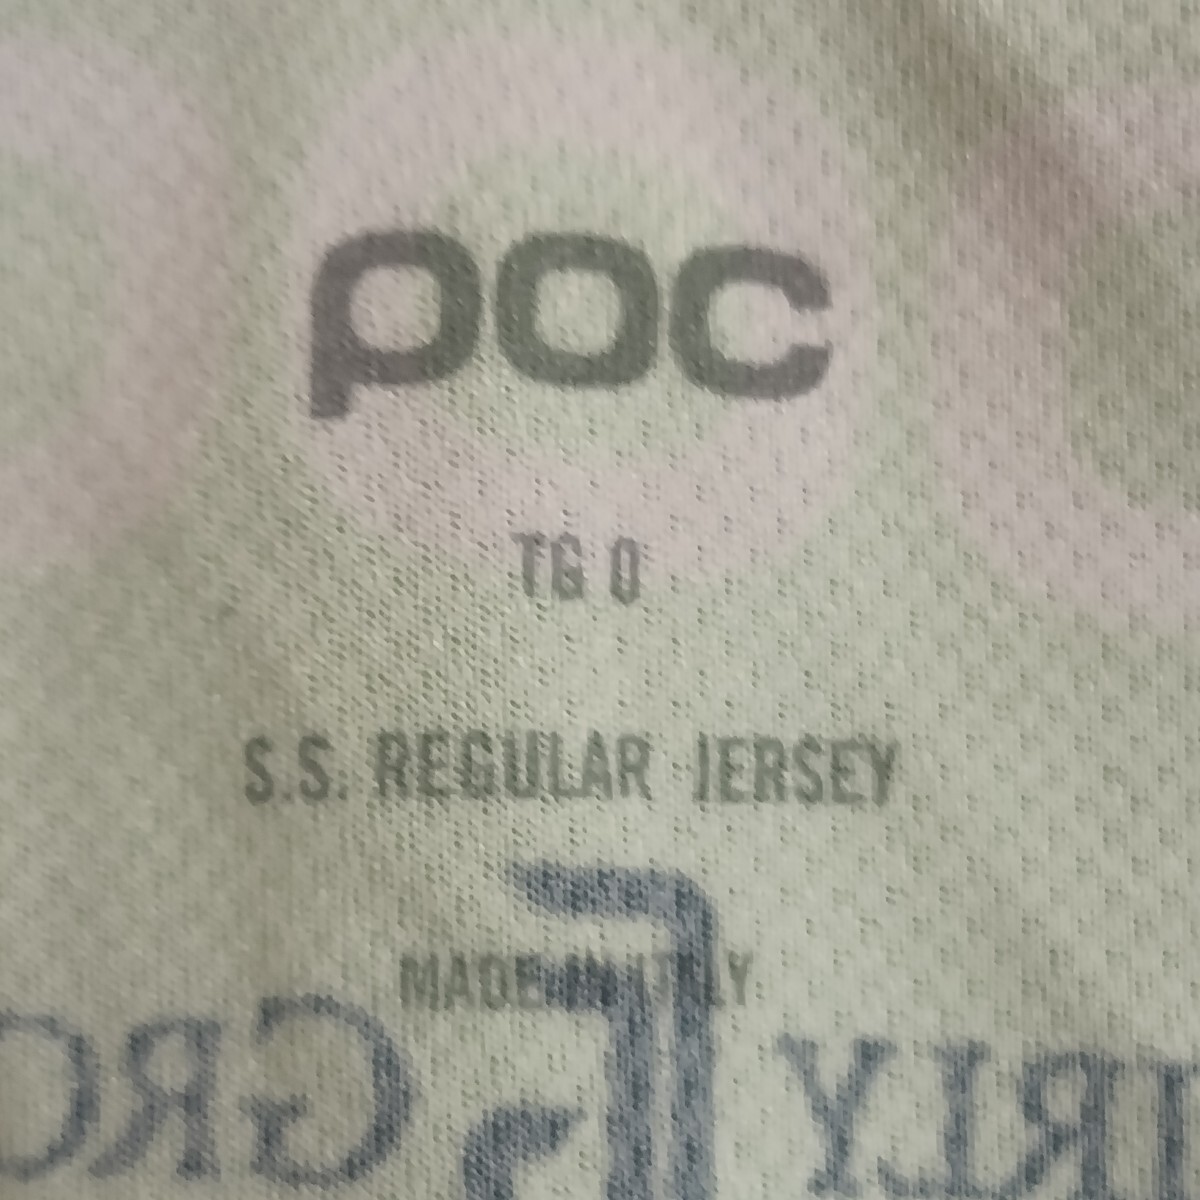 POC
TG 0
S.S. REGULAR JERSEY
MADE IN ITALY